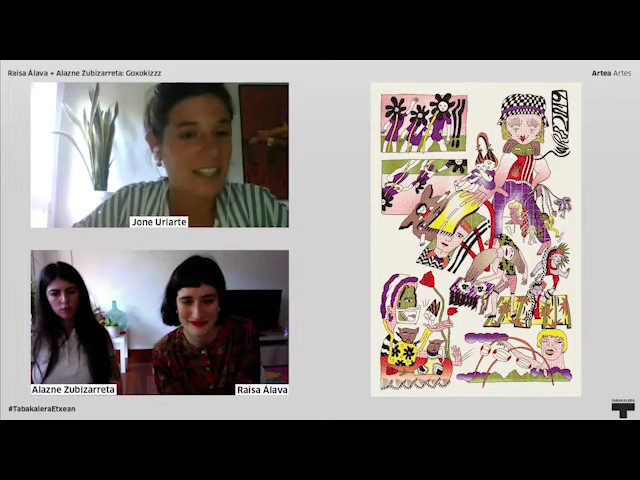 Raisa Álava + Alazne Zubizarreta: Goxokizzz
Artea Artes
Jone Uriarte
Alazne Zubizarreta
Raisa Álava
#TabakaleraEtxean
TABAKALERA